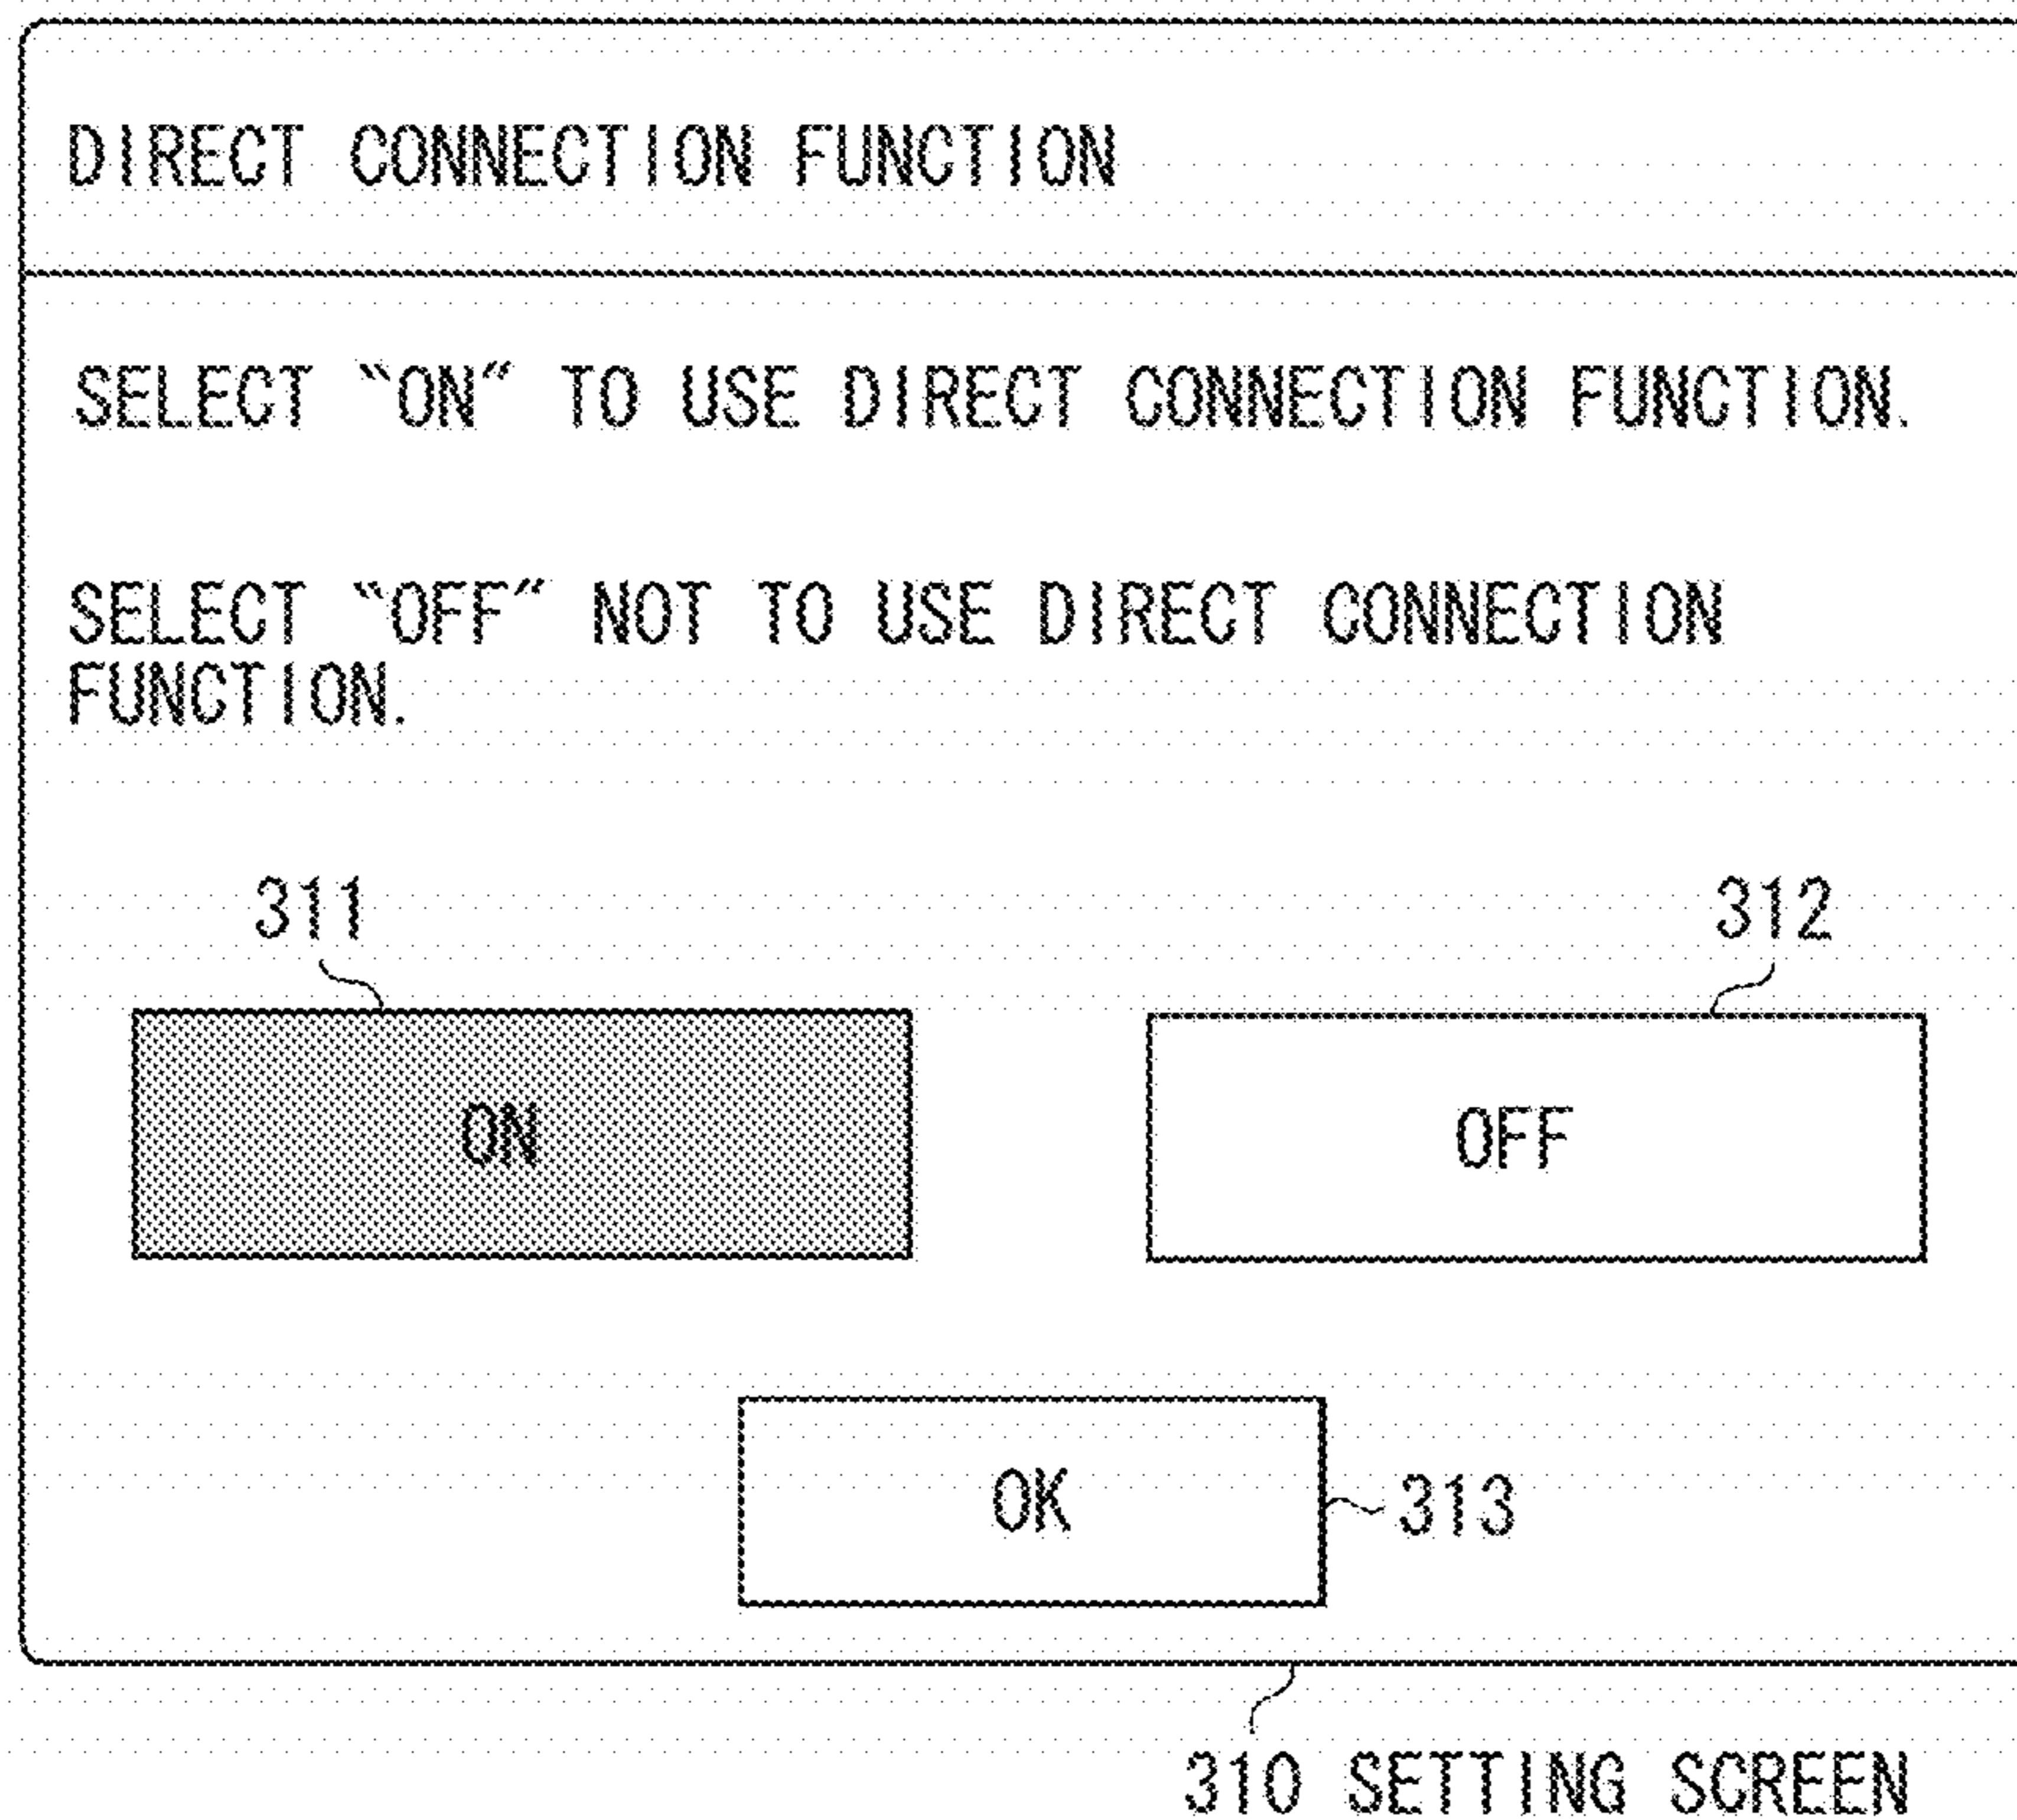 DIRECT CONNECTION FUNCTION
SELECT “ON” TO USE DIRECT CONNECTION FUNCTION.
SELECT “OFF” NOT TO USE DIRECT CONNECTION
FUNCTION.
311
312
ON
OFF
OK
313
310 SETTING SCREEN